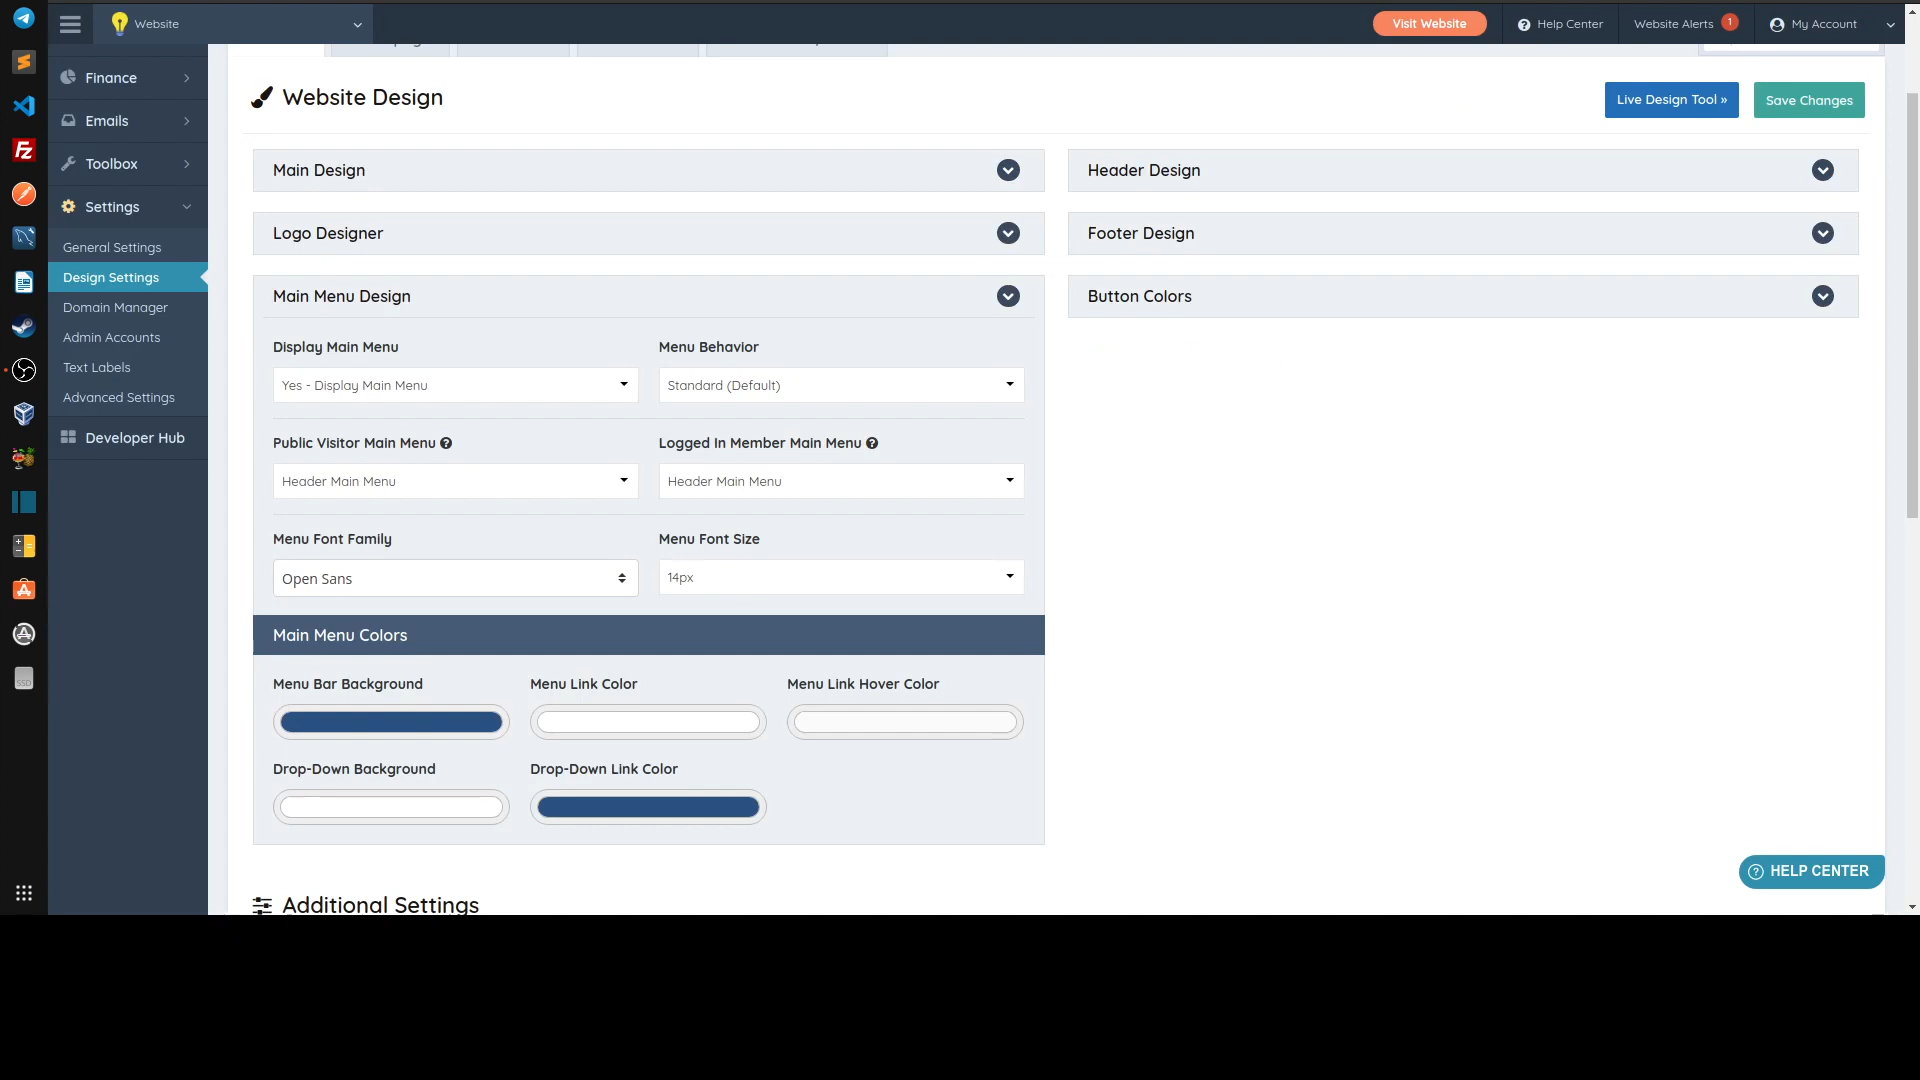 Website
Visit Website
Help Center
Website Alerts 1
My Account
Finance
Emails
Toolbox
Settings
General Settings
Design Settings
Domain Manager
Admin Accounts
Text Labels
Advanced Settings
Developer Hub
Website Design
Live Design Tool »
Save Changes
Main Design
Header Design
Logo Designer
Footer Design
Main Menu Design
Button Colors
Display Main Menu
Menu Behavior
Yes - Display Main Menu
Standard (Default)
Public Visitor Main Menu
Logged In Member Main Menu
Header Main Menu
Header Main Menu
Menu Font Family
Menu Font Size
Open Sans
14px
Main Menu Colors
Menu Bar Background
Menu Link Color
Menu Link Hover Color
Drop-Down Background
Drop-Down Link Color
HELP CENTER
Additional Settings